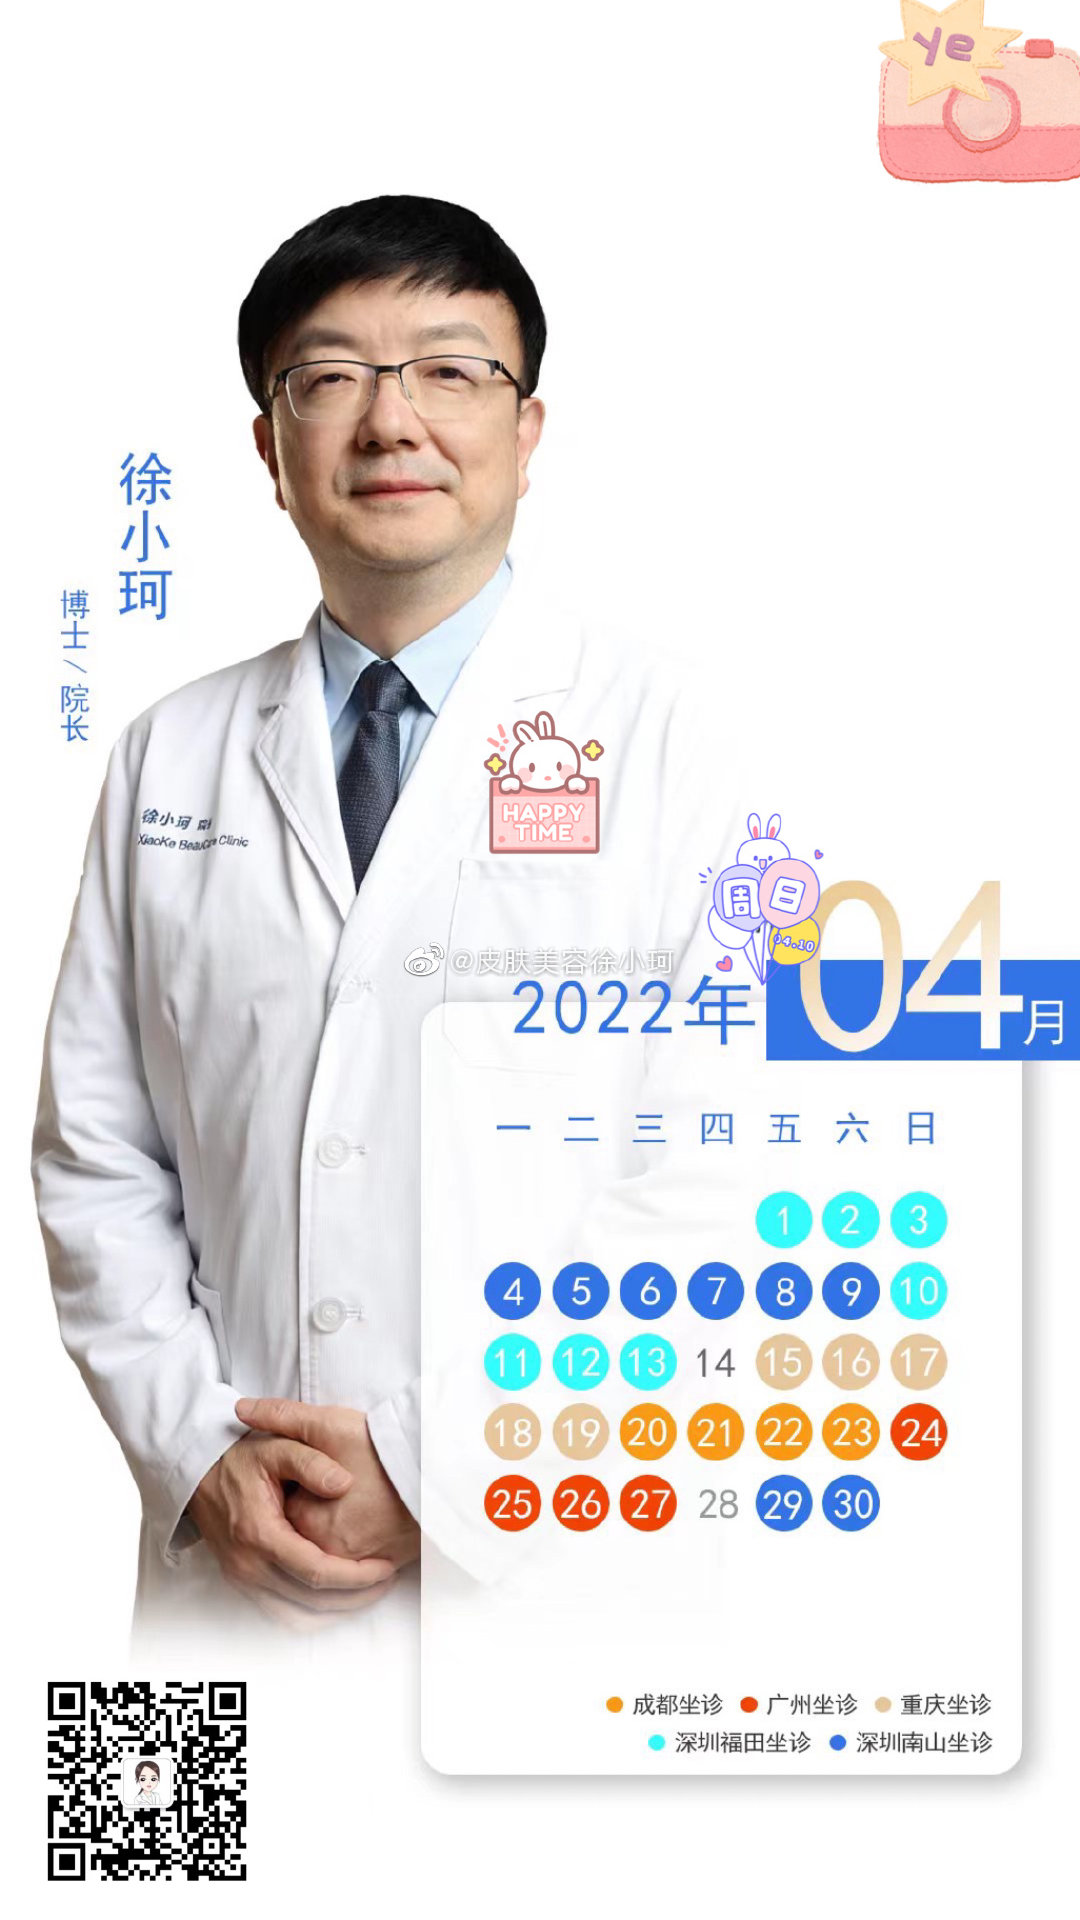 ye
徐小珂
博士/院长
徐小珂
XiaoKe BeauCare Clinic
HAPPY
TIME
周日
04.10
@皮肤美容徐小珂
2022年 04月
一 二 三 四 五 六 日
1 2 3
4 5 6 7 8 9 10
11 12 13 14 15 16 17
18 19 20 21 22 23 24
25 26 27 28 29 30
成都坐诊 广州坐诊 重庆坐诊
深圳福田坐诊 深圳南山坐诊